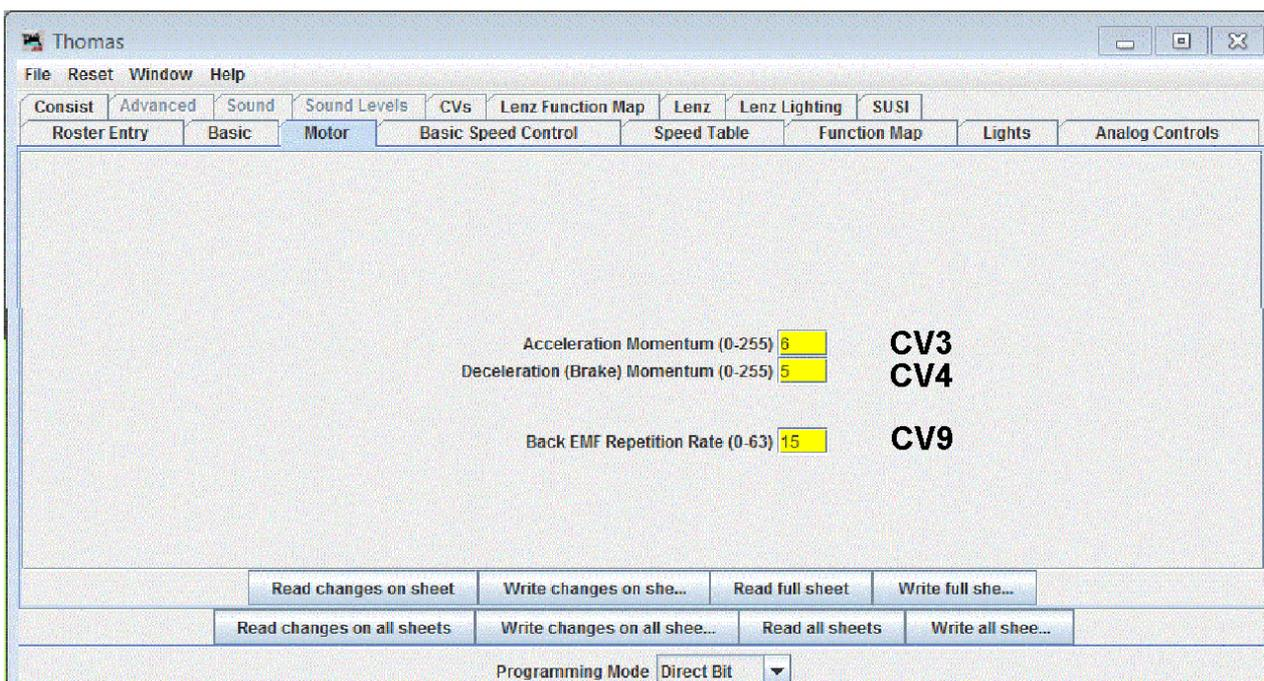 Thomas
File Reset Window Help
Consist Advanced Sound Sound Levels CVs Lenz Function Map Lenz Lenz Lighting SUSI
Roster Entry Basic Motor Basic Speed Control Speed Table Function Map Lights Analog Controls
Acceleration Momentum (0-255) 6 CV3
Deceleration (Brake) Momentum (0-255) 5 CV4
Back EMF Repetition Rate (0-63) 15 CV9
Read changes on sheet Write changes on she... Read full sheet Write full she...
Read changes on all sheets Write changes on all shee... Read all sheets Write all shee...
Programming Mode Direct Bit